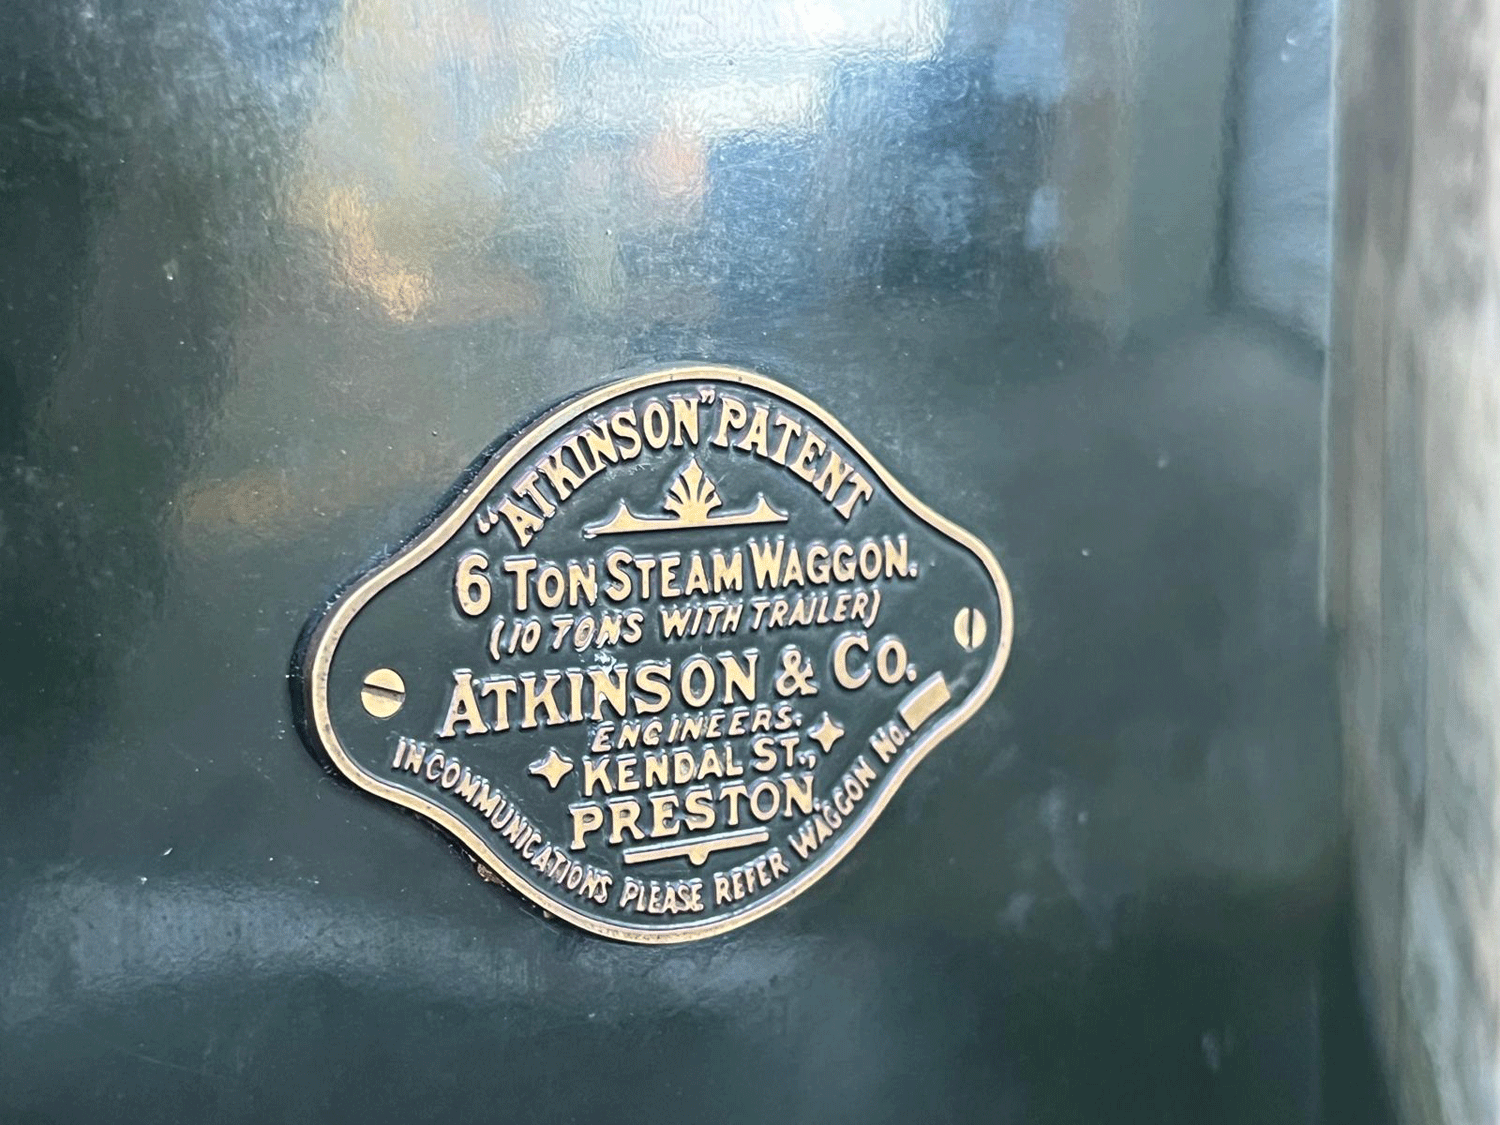 "ATKINSON" PATENT
6 TON STEAM WAGGON.
(10 TONS WITH TRAILER)
ATKINSON & CO.
ENGINEERS.
KENDAL ST.,
PRESTON.
IN COMMUNICATIONS PLEASE REFER WAGGON NO.